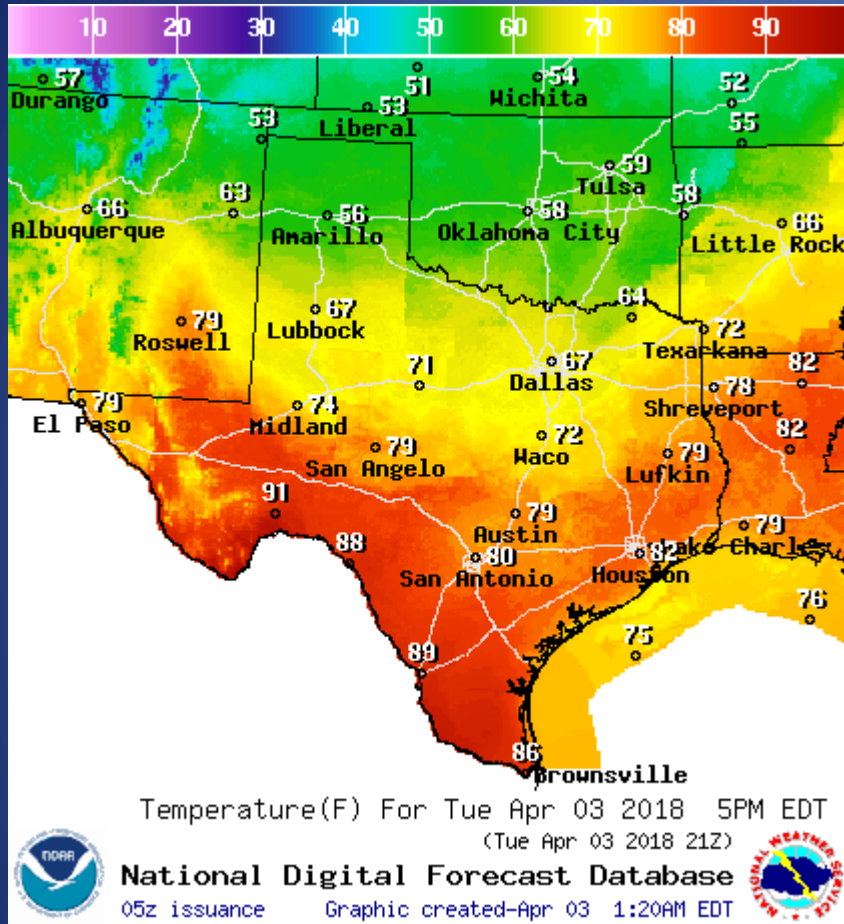 10 20 30 40 50 60 70 80 90
57 51 54 52
Durango Wichita
53 53
Liberal
55
59
Tulsa
66 63 56 58 58 66
Albuquerque Amarillo Oklahoma City Little Rock
79 67 64 72
Roswell Lubbock Texarkana
71 67 78 82
Dallas Shreveport
79 74
El Paso Midland
79 72 79 82
San Angelo Waco Lufkin
91 79 79
Austin Lake Charles
88 80 82
San Antonio Houston
76
75
89
86
Brownsville
Temperature(F) For Tue Apr 03 2018 5PM EDT
(Tue Apr 03 2018 21Z)
NOAA
National Digital Forecast Database
05z issuance Graphic created-Apr 03 1:20AM EDT
NATIONAL WEATHER SERVICE